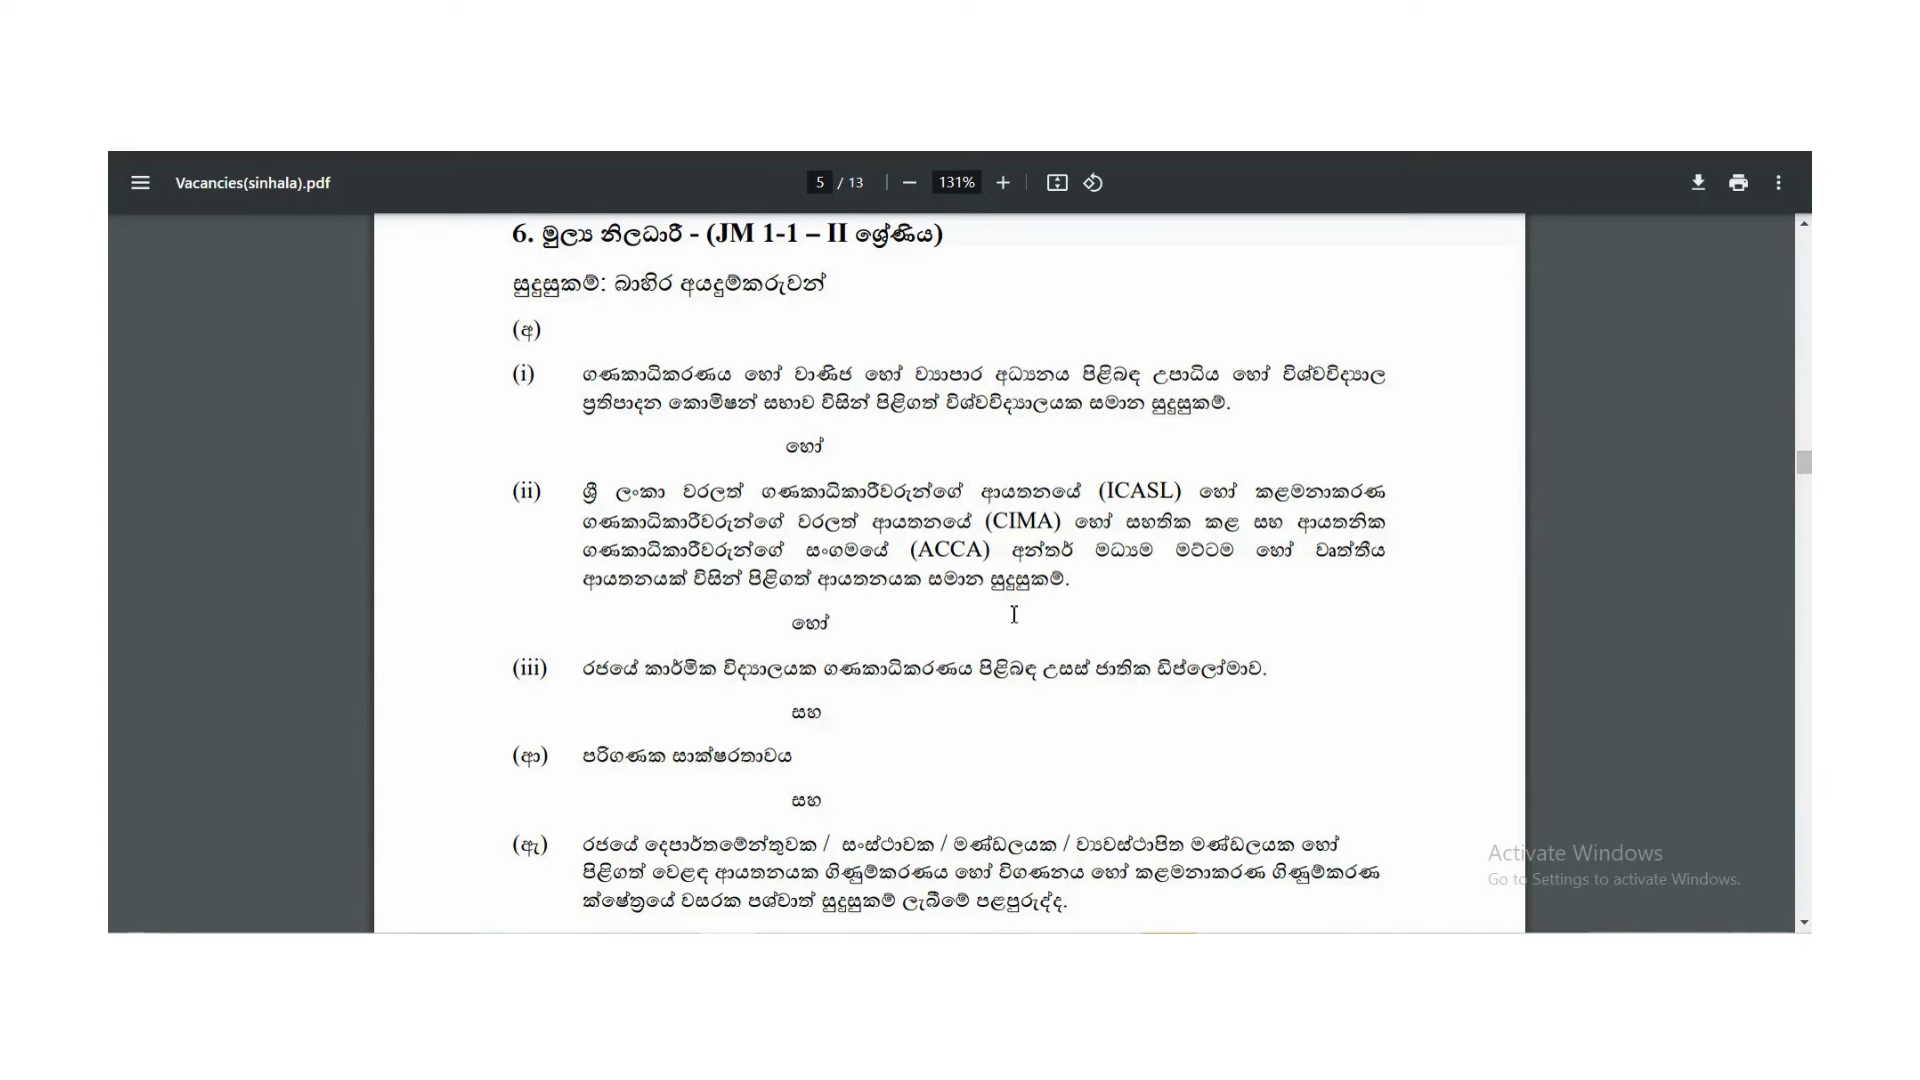 Vacancies(sinhala).pdf
5 / 13
131%
6. මුල්‍ය නිලධාරී - (JM 1-1 – II ශ්‍රේණිය)
සුදුසුකම්: බාහිර අයදුම්කරුවන්
(අ)
(i) ගණකාධිකරණය හෝ වාණිජ හෝ ව්‍යාපාර අධ්‍යනය පිළිබඳ උපාධිය හෝ විශ්වවිද්‍යාල
ප්‍රතිපාදන කොමිෂන් සභාව විසින් පිළිගත් විශ්වවිද්‍යාලයක සමාන සුදුසුකම්.
හෝ
(ii) ශ්‍රී ලංකා වරලත් ගණකාධිකාරීවරුන්ගේ ආයතනයේ (ICASL) හෝ කළමනාකරණ
ගණකාධිකාරීවරුන්ගේ වරලත් ආයතනයේ (CIMA) හෝ සහතික කළ සහ ආයතනික
ගණකාධිකාරීවරුන්ගේ සංගමයේ (ACCA) අන්තර් මධ්‍යම මට්ටම හෝ වෘත්තීය
ආයතනයක් විසින් පිළිගත් ආයතනයක සමාන සුදුසුකම්.
හෝ
(iii) රජයේ කාර්මික විද්‍යාලයක ගණකාධිකරණය පිළිබඳ උසස් ජාතික ඩිප්ලෝමාව.
සහ
(ආ) පරිගණක සාක්ෂරතාවය
සහ
(ඇ) රජයේ දෙපාර්තමේන්තුවක / සංස්ථාවක / මණ්ඩලයක / ව්‍යවස්ථාපිත මණ්ඩලයක හෝ
පිළිගත් වෙළඳ ආයතනයක ගිණුම්කරණය හෝ විගණනය හෝ කළමනාකරණ ගිණුම්කරණ
ක්ෂේත්‍රයේ වසරක පශ්චාත් සුදුසුකම් ලැබීමේ පළපුරුද්ද.
Activate Windows
Go to Settings to activate Windows.